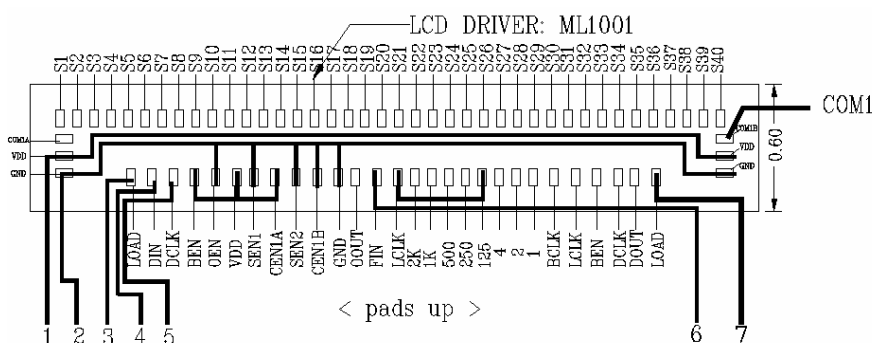 LCD DRIVER: ML1001
S1 S2 S3 S4 S5 S6 S7 S8 S9 S10 S11 S12 S13 S14 S15 S16 S17 S18 S19 S20 S21 S22 S23 S24 S25 S26 S27 S28 S29 S30 S31 S32 S33 S34 S35 S36 S37 S38 S39 S40
COM1
COM1A COM1B
VDD VDD
GND GND
0.60
LOAD DIN DCLK BEN OEN VDD SEN1 CEN1A SEN2 CEN1B GND OOUT FIN LCLK 2K 1K 500 250 125 4 2 1 BCLK LCLK BEN DCLK DOUT LOAD
< pads up >
1 2 3 4 5 6 7